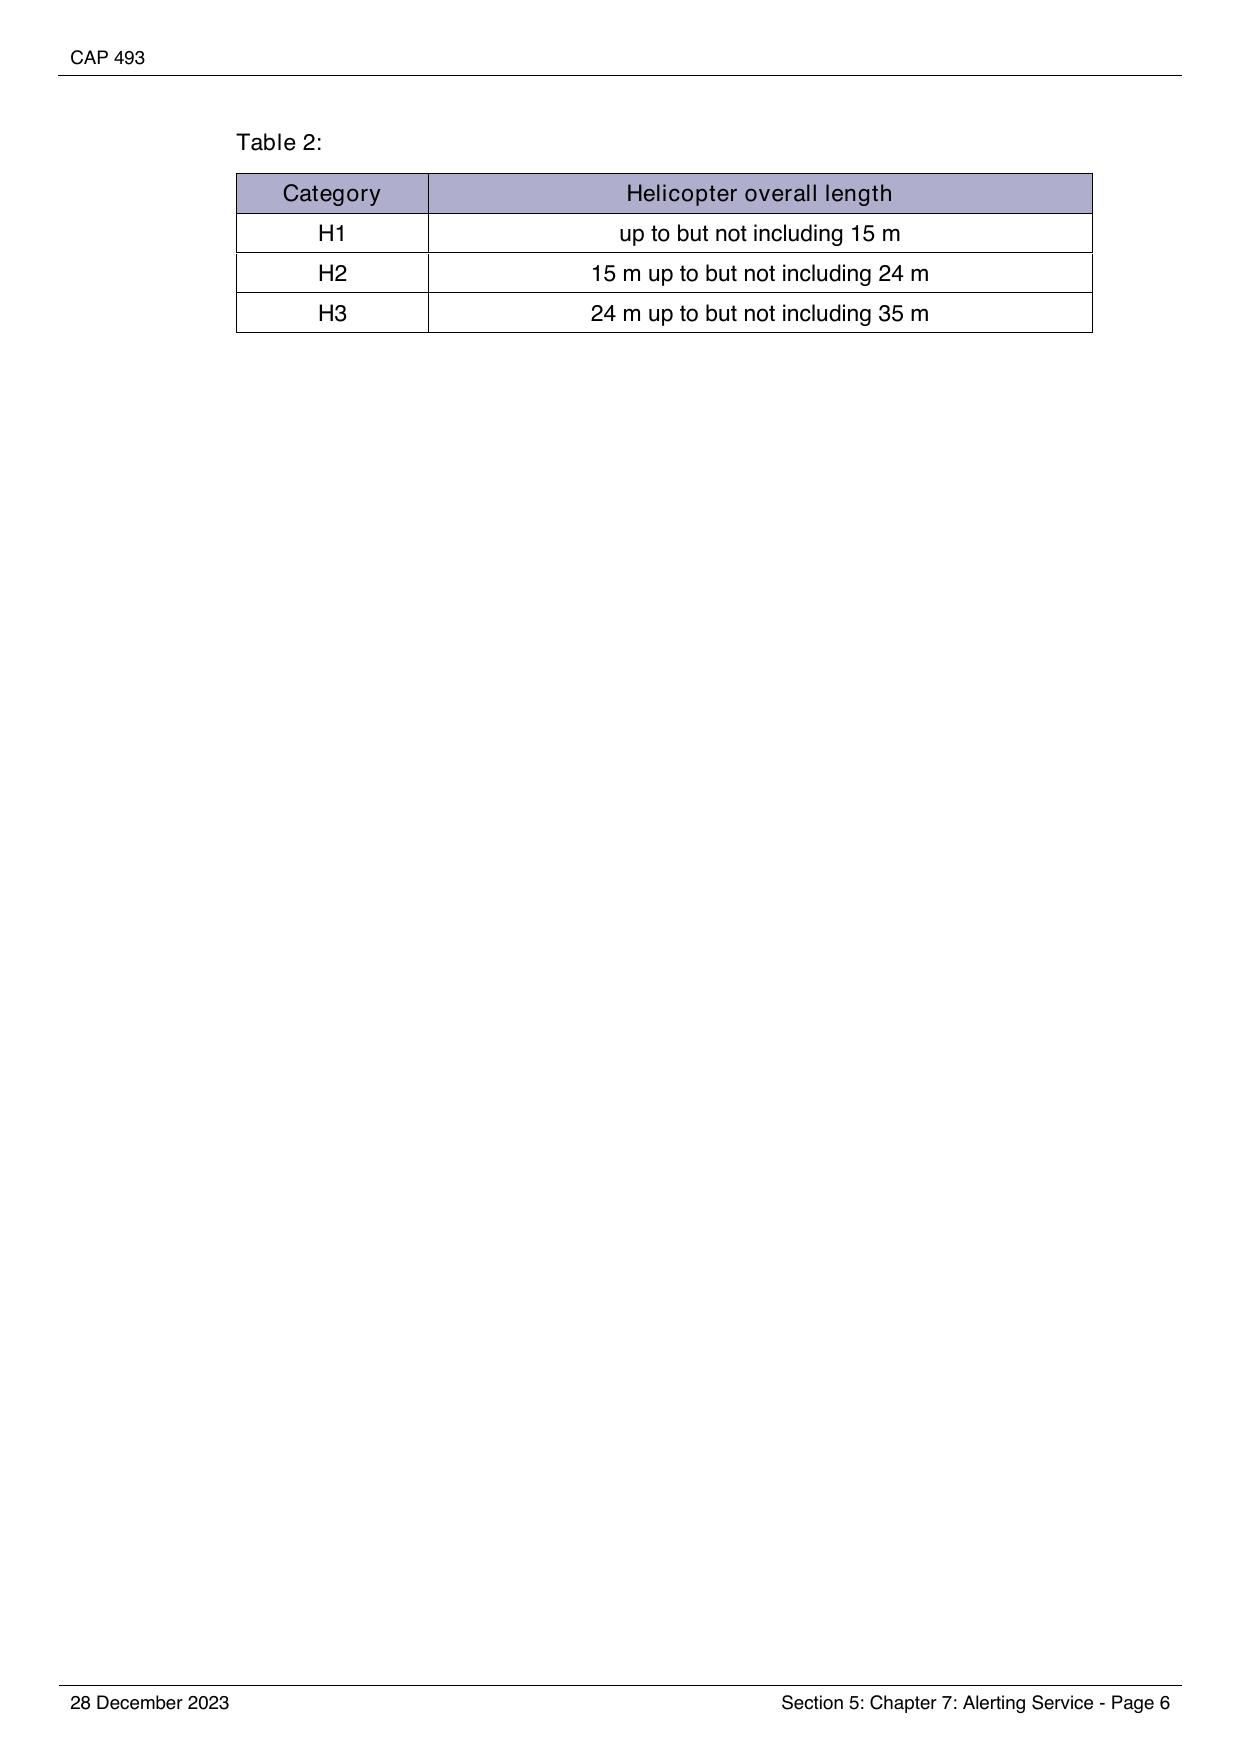 CAP 493
Table 2:
Category Helicopter overall length
H1 up to but not including 15 m
H2 15 m up to but not including 24 m
H3 24 m up to but not including 35 m
28 December 2023 Section 5: Chapter 7: Alerting Service - Page 6